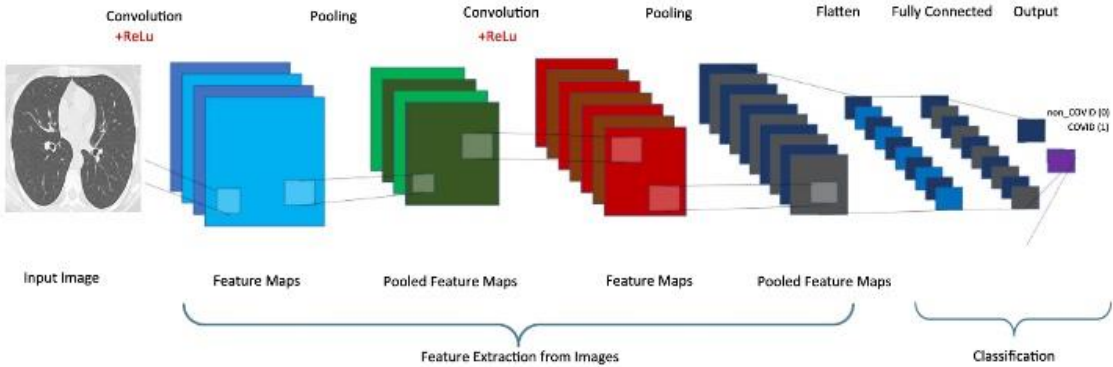 Convolution
+ReLu
Pooling
Convolution
+ReLu
Pooling
Flatten
Fully Connected
Output
non_COVID (0)
COVID (1)
Input Image
Feature Maps
Pooled Feature Maps
Feature Maps
Pooled Feature Maps
Feature Extraction from Images
Classification